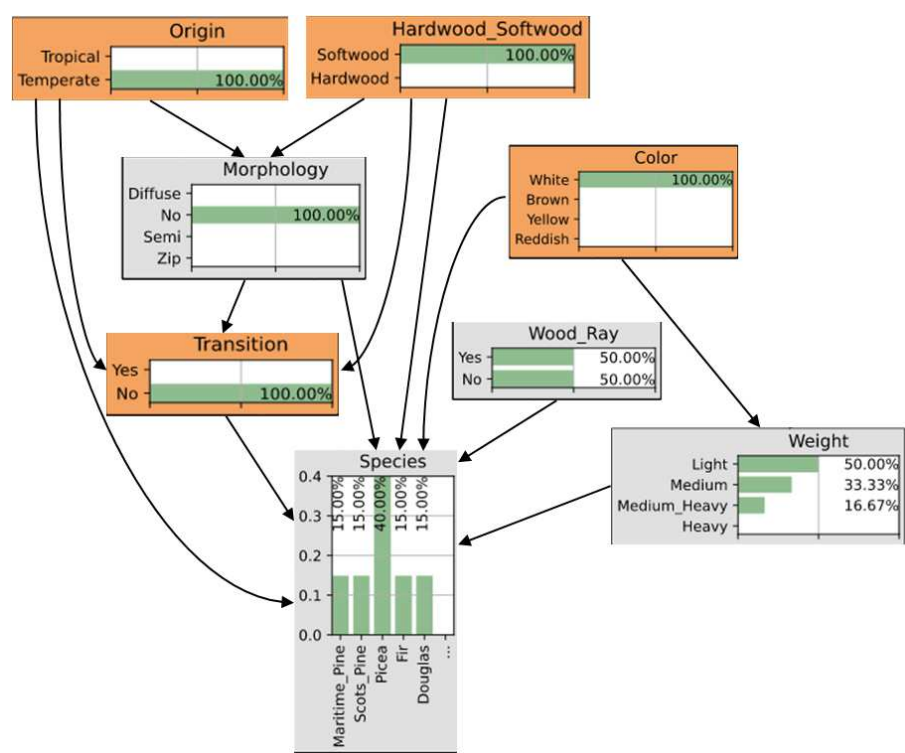 Origin
Tropical
Temperate 100.00%
Hardwood_Softwood
Softwood 100.00%
Hardwood
Morphology
Diffuse
No 100.00%
Semi
Zip
Color
White 100.00%
Brown
Yellow
Reddish
Transition
Yes
No 100.00%
Wood_Ray
Yes 50.00%
No 50.00%
Weight
Light 50.00%
Medium 33.33%
Medium_Heavy 16.67%
Heavy
Species
0.4
0.3
0.2
0.1
0.0
15.00%
15.00%
40.00%
15.00%
15.00%
Maritime_Pine
Scots_Pine
Picea
Fir
Douglas
...